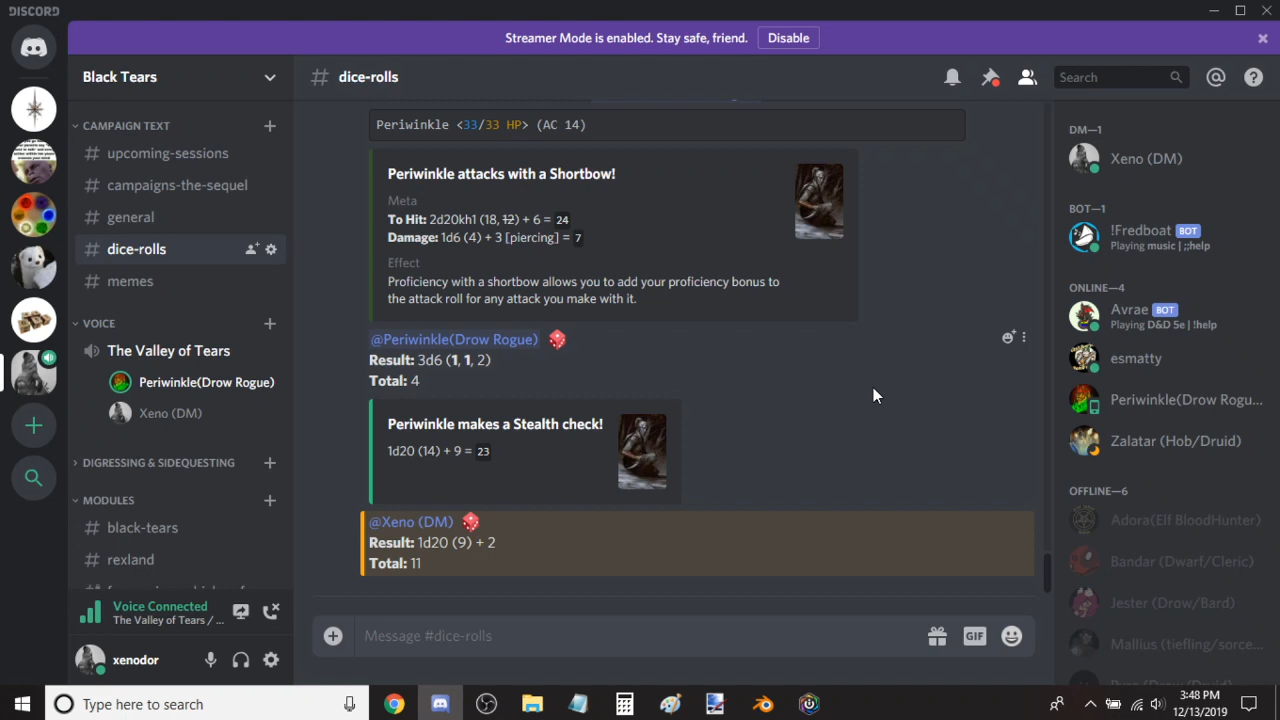 DISCORD
Streamer Mode is enabled. Stay safe, friend. Disable
Black Tears
# dice-rolls
Search
CAMPAIGN TEXT
# upcoming-sessions
# campaigns-the-sequel
# general
# dice-rolls
# memes
VOICE
The Valley of Tears
Periwinkle(Drow Rogue)
Xeno (DM)
DIGRESSING & SIDEQUESTING
MODULES
# black-tears
# rexland
Voice Connected
The Valley of Tears / ...
xenodor
Periwinkle <33/33 HP> (AC 14)
Periwinkle attacks with a Shortbow!
Meta
To Hit: 2d20kh1 (18, 12) + 6 = 24
Damage: 1d6 (4) + 3 [piercing] = 7
Effect
Proficiency with a shortbow allows you to add your proficiency bonus to
the attack roll for any attack you make with it.
@Periwinkle(Drow Rogue)
Result: 3d6 (1, 1, 2)
Total: 4
Periwinkle makes a Stealth check!
1d20 (14) + 9 = 23
@Xeno (DM)
Result: 1d20 (9) + 2
Total: 11
Message #dice-rolls
GIF
DM—1
Xeno (DM)
BOT—1
!Fredboat BOT
Playing music | ;;help
ONLINE—4
Avrae BOT
Playing D&D 5e | !help
esmatty
Periwinkle(Drow Rogu...
Zalatar (Hob/Druid)
OFFLINE—6
Adora(Elf BloodHunter)
Bandar (Dwarf/Cleric)
Jester (Drow/Bard)
Mallius (tiefling/sorce...
Type here to search
3:48 PM
12/13/2019